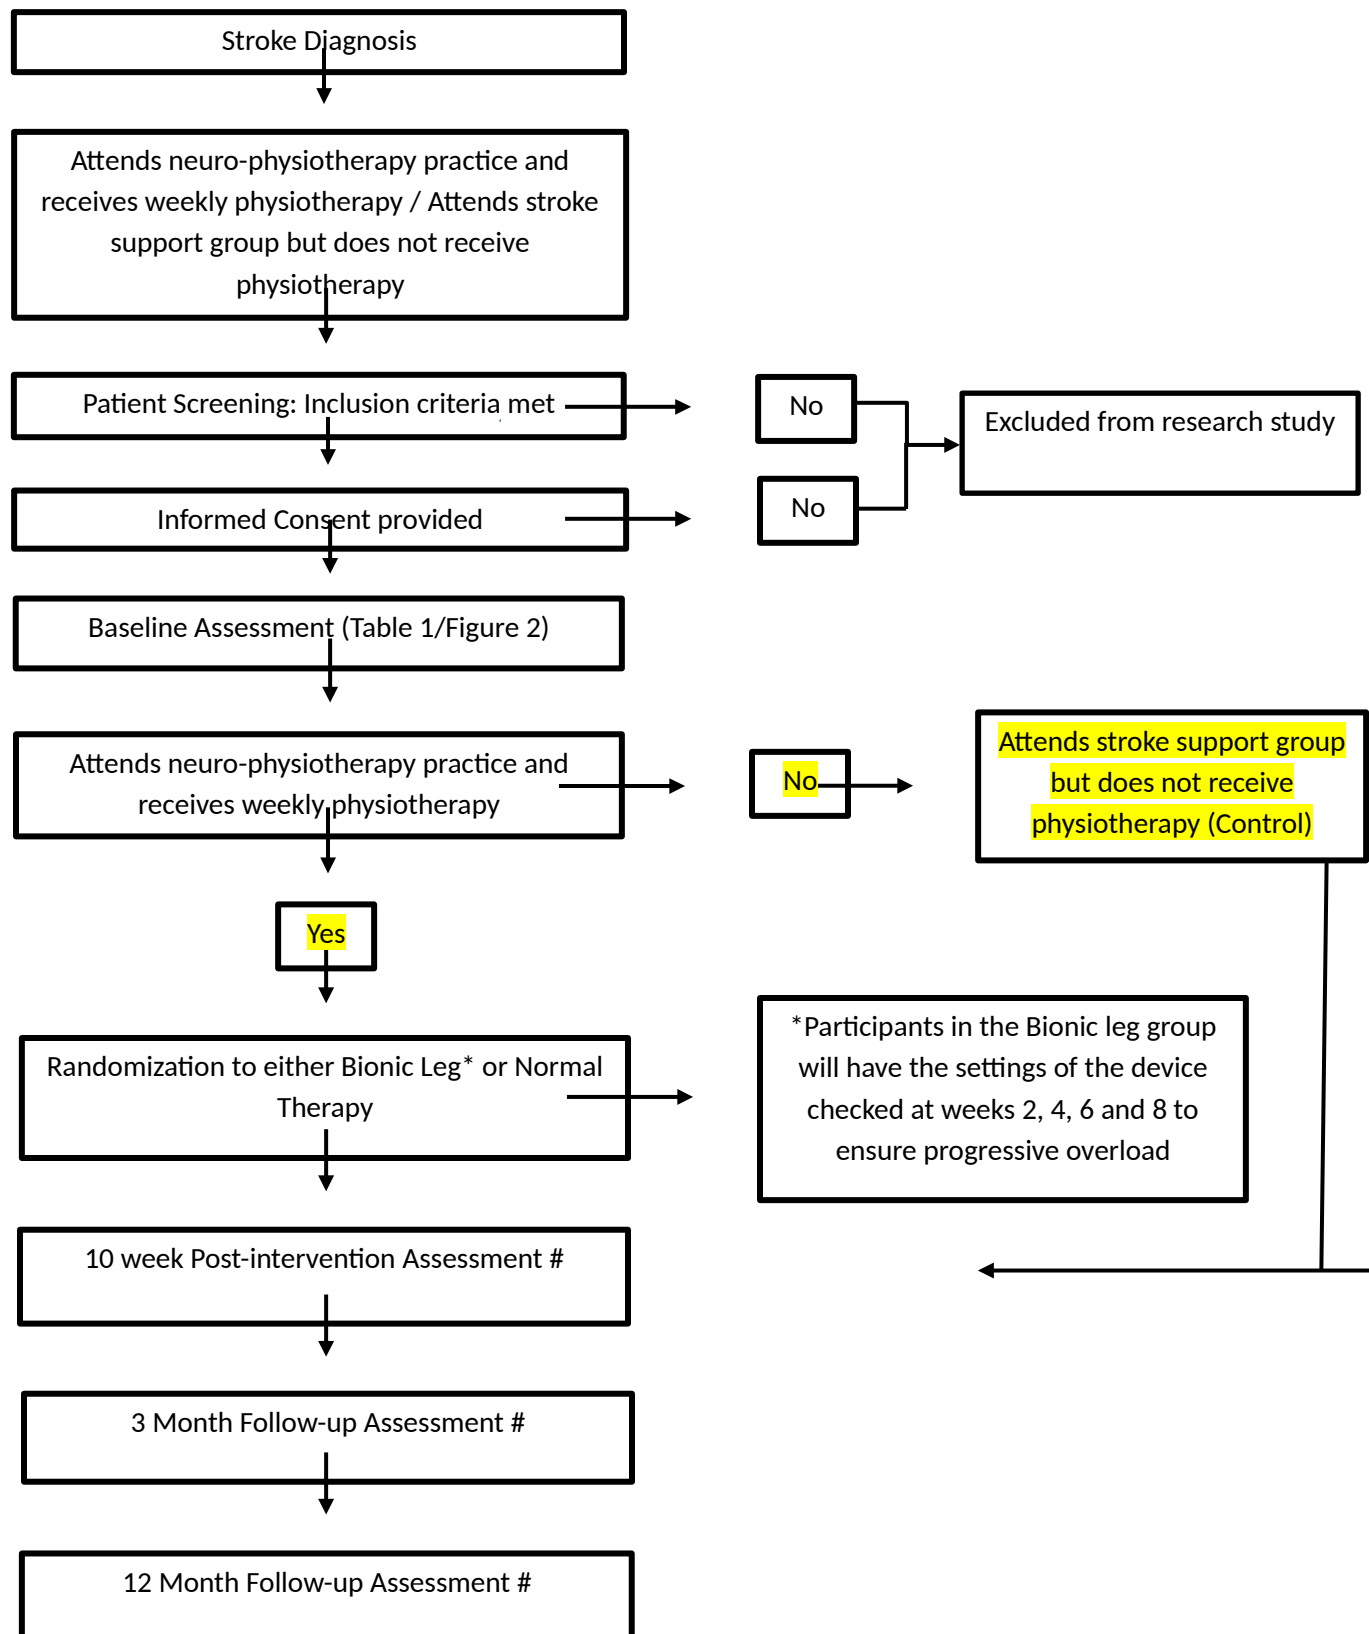 Stroke Diagnosis
Attends neuro-physiotherapy practice and
receives weekly physiotherapy / Attends stroke
support group but does not receive
physiotherapy
Patient Screening: Inclusion criteria met
No
Excluded from research study
Informed Consent provided
No
Baseline Assessment (Table 1/Figure 2)
Attends neuro-physiotherapy practice and
receives weekly physiotherapy
No
Attends stroke support group
but does not receive
physiotherapy (Control)
Yes
Randomization to either Bionic Leg* or Normal
Therapy
*Participants in the Bionic leg group
will have the settings of the device
checked at weeks 2, 4, 6 and 8 to
ensure progressive overload
10 week Post-intervention Assessment #
3 Month Follow-up Assessment #
12 Month Follow-up Assessment #